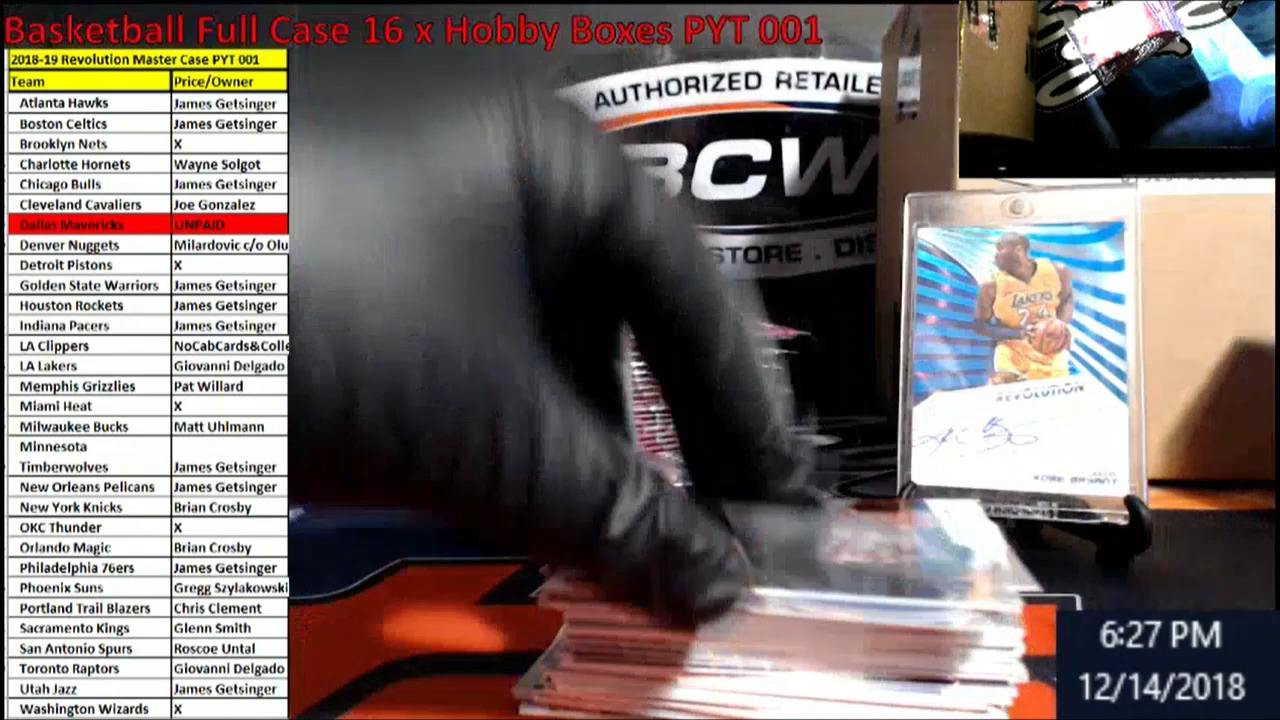 Basketball Full Case 16 x Hobby Boxes PYT 001
2018-19 Revolution Master Case PYT 001
Team Price/Owner
Atlanta Hawks James Getsinger
Boston Celtics James Getsinger
Brooklyn Nets X
Charlotte Hornets Wayne Solgot
Chicago Bulls James Getsinger
Cleveland Cavaliers Joe Gonzalez
Dallas Mavericks UNPAID
Denver Nuggets Milardovic c/o Olu
Detroit Pistons X
Golden State Warriors James Getsinger
Houston Rockets James Getsinger
Indiana Pacers James Getsinger
LA Clippers NoCabCards&Colle
LA Lakers Giovanni Delgado
Memphis Grizzlies Pat Willard
Miami Heat X
Milwaukee Bucks Matt Uhlmann
Minnesota
Timberwolves James Getsinger
New Orleans Pelicans James Getsinger
New York Knicks Brian Crosby
OKC Thunder X
Orlando Magic Brian Crosby
Philadelphia 76ers James Getsinger
Phoenix Suns Gregg Szylakowski
Portland Trail Blazers Chris Clement
Sacramento Kings Glenn Smith
San Antonio Spurs Roscoe Untal
Toronto Raptors Giovanni Delgado
Utah Jazz James Getsinger
Washington Wizards X
AUTHORIZED RETAILE
BCW
STORE . DIS
LAKERS
24
REVOLUTION
KOBE BRYANT
6:27 PM
12/14/2018